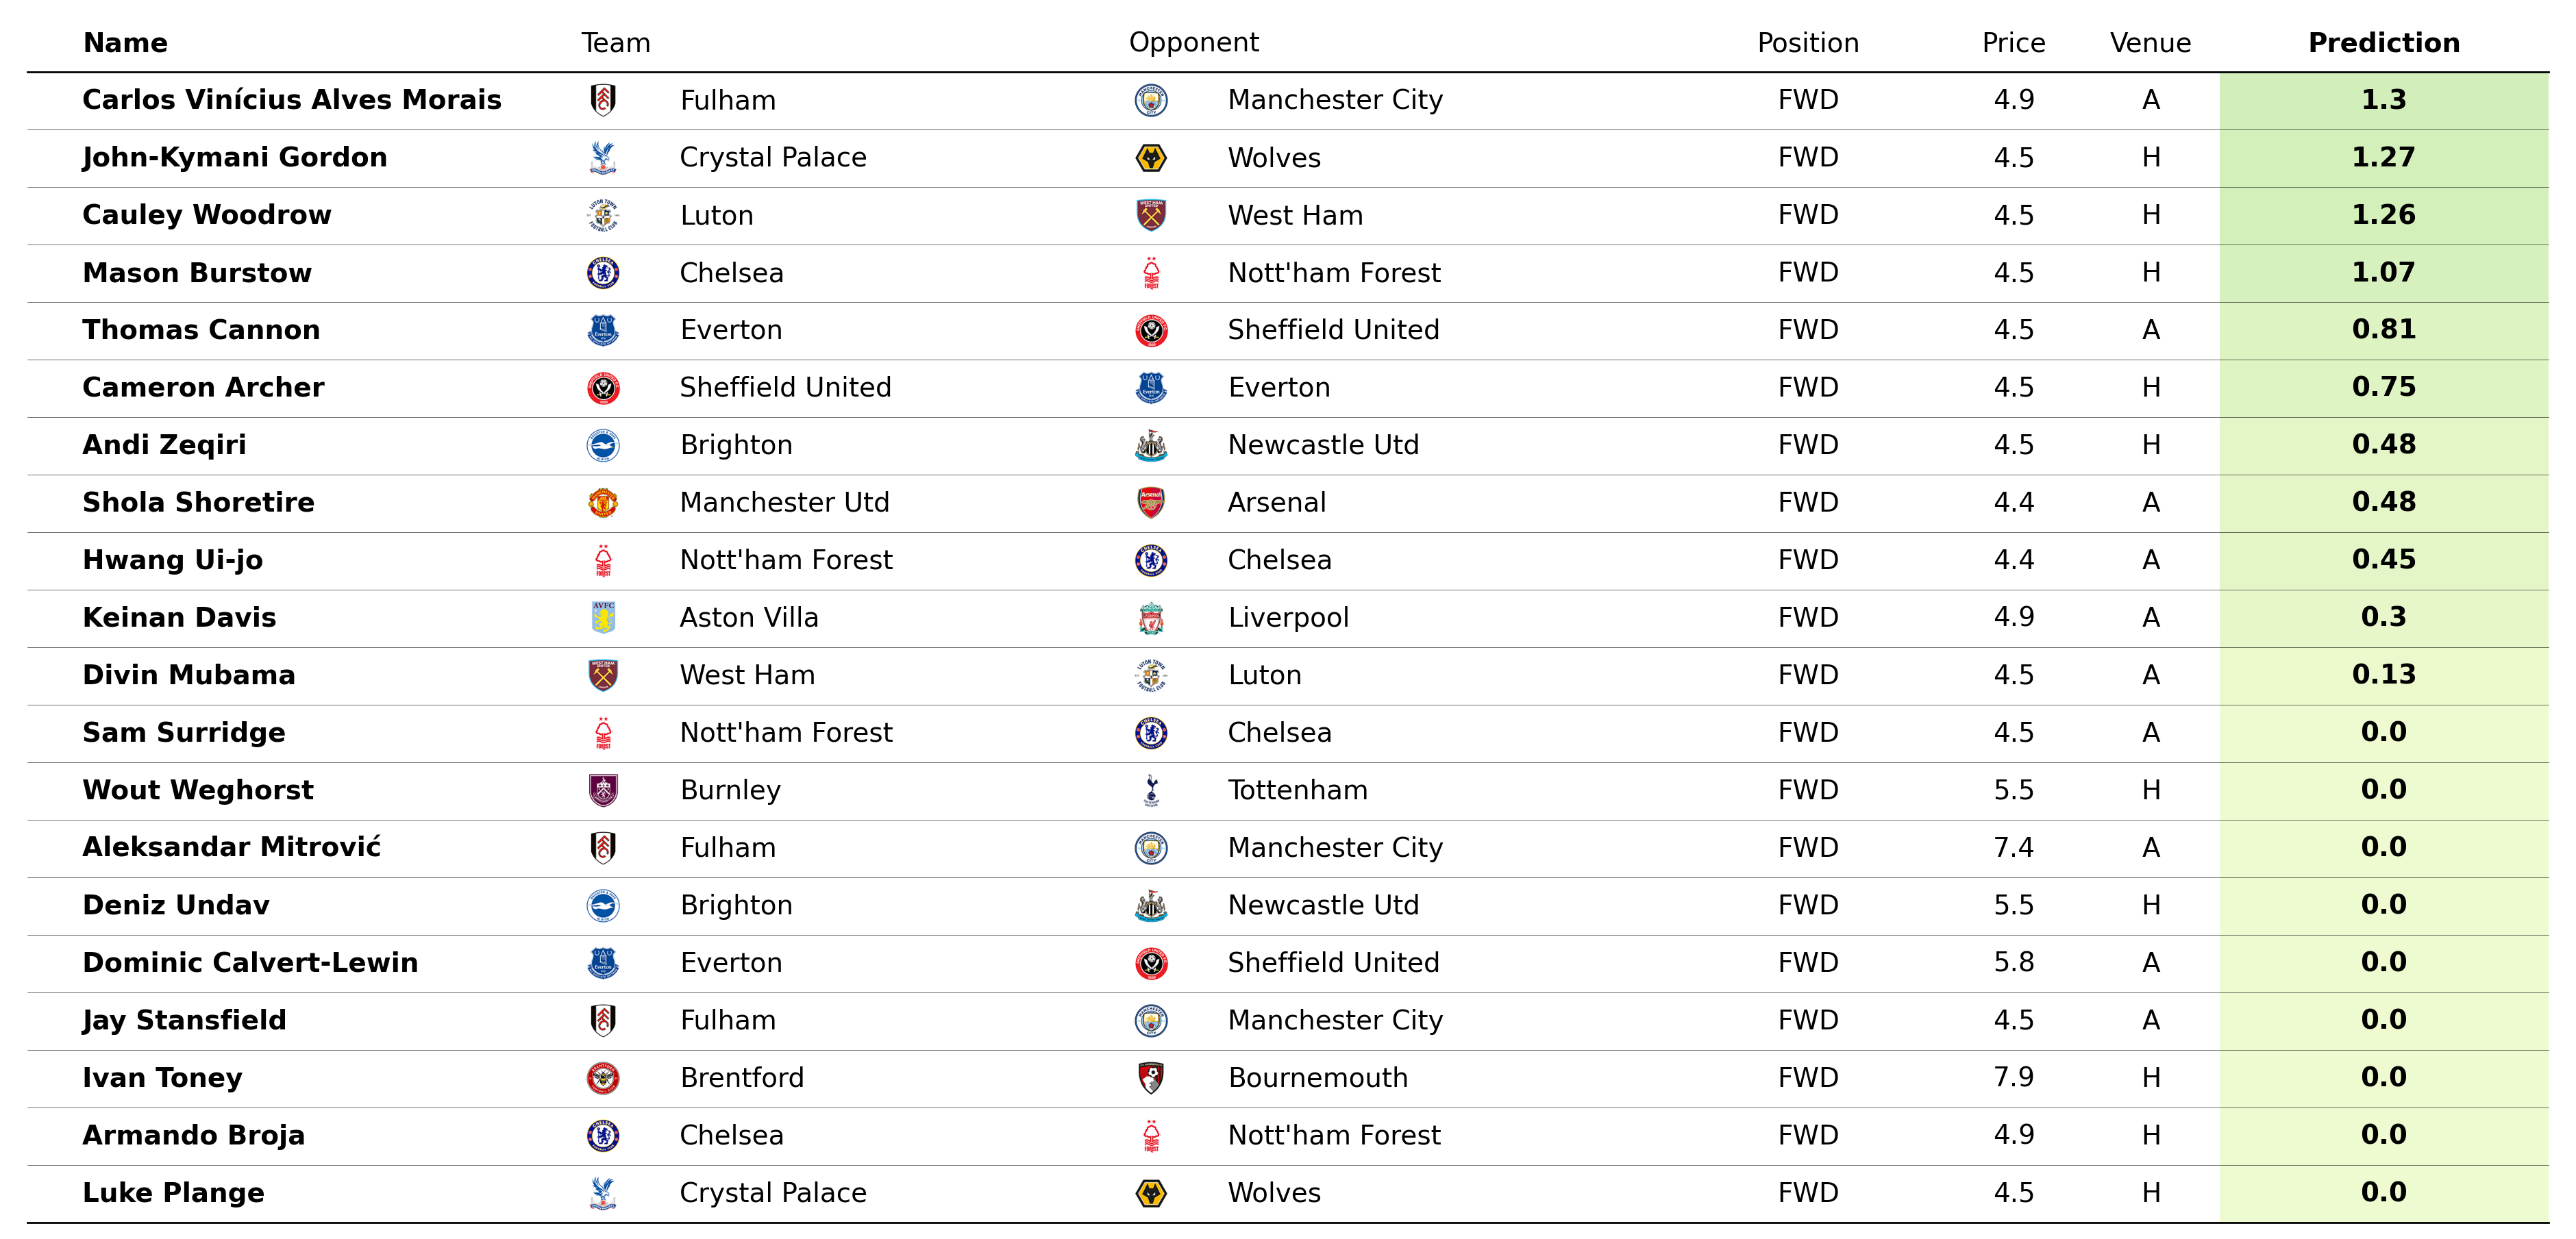 Name Team Opponent Position Price Venue Prediction
Carlos Vinícius Alves Morais Fulham Manchester City FWD 4.9 A 1.3
John-Kymani Gordon Crystal Palace Wolves FWD 4.5 H 1.27
Cauley Woodrow Luton West Ham FWD 4.5 H 1.26
Mason Burstow Chelsea Nott'ham Forest FWD 4.5 H 1.07
Thomas Cannon Everton Sheffield United FWD 4.5 A 0.81
Cameron Archer Sheffield United Everton FWD 4.5 H 0.75
Andi Zeqiri Brighton Newcastle Utd FWD 4.5 H 0.48
Shola Shoretire Manchester Utd Arsenal FWD 4.4 A 0.48
Hwang Ui-jo Nott'ham Forest Chelsea FWD 4.4 A 0.45
Keinan Davis Aston Villa Liverpool FWD 4.9 A 0.3
Divin Mubama West Ham Luton FWD 4.5 A 0.13
Sam Surridge Nott'ham Forest Chelsea FWD 4.5 A 0.0
Wout Weghorst Burnley Tottenham FWD 5.5 H 0.0
Aleksandar Mitrović Fulham Manchester City FWD 7.4 A 0.0
Deniz Undav Brighton Newcastle Utd FWD 5.5 H 0.0
Dominic Calvert-Lewin Everton Sheffield United FWD 5.8 A 0.0
Jay Stansfield Fulham Manchester City FWD 4.5 A 0.0
Ivan Toney Brentford Bournemouth FWD 7.9 H 0.0
Armando Broja Chelsea Nott'ham Forest FWD 4.9 H 0.0
Luke Plange Crystal Palace Wolves FWD 4.5 H 0.0